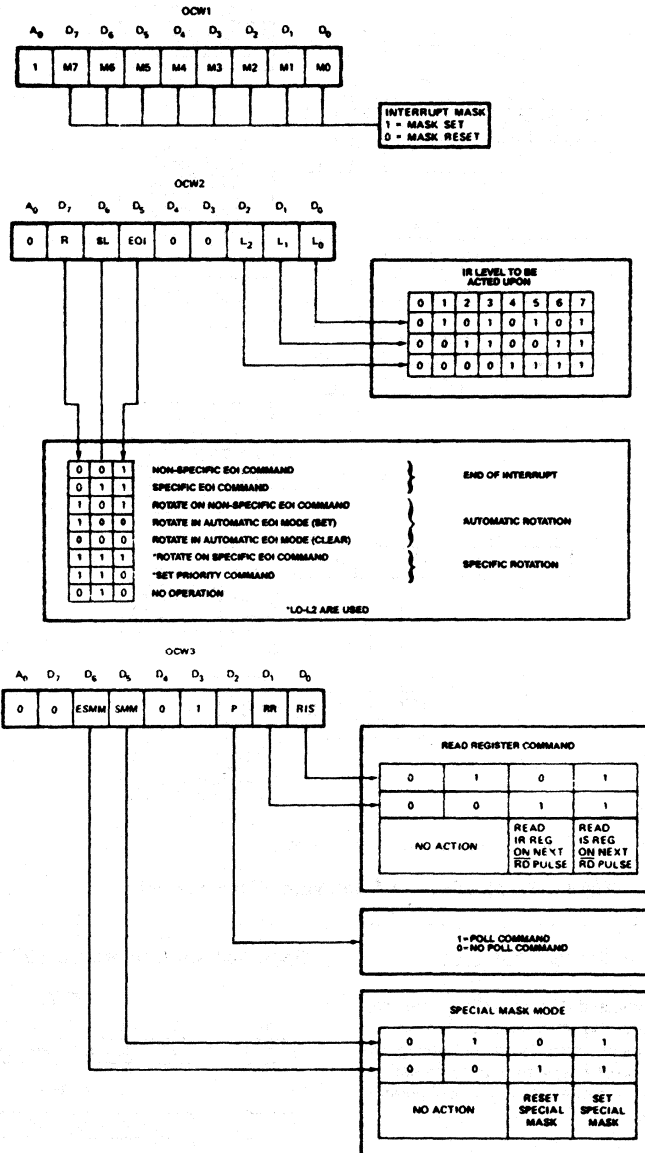 OCW1
A0 D7 D6 D5 D4 D3 D2 D1 D0
1 M7 M6 M5 M4 M3 M2 M1 M0
INTERRUPT MASK
1 = MASK SET
0 = MASK RESET
OCW2
A0 D7 D6 D5 D4 D3 D2 D1 D0
0 R SL EOI 0 0 L2 L1 L0
IR LEVEL TO BE
ACTED UPON
0 1 2 3 4 5 6 7
0 1 0 1 0 1 0 1
0 0 1 1 0 0 1 1
0 0 0 0 1 1 1 1
0 0 1 NON-SPECIFIC EOI COMMAND } END OF INTERRUPT
0 1 1 SPECIFIC EOI COMMAND
1 0 1 ROTATE ON NON-SPECIFIC EOI COMMAND
1 0 0 ROTATE IN AUTOMATIC EOI MODE (SET) } AUTOMATIC ROTATION
0 0 0 ROTATE IN AUTOMATIC EOI MODE (CLEAR)
1 1 1 *ROTATE ON SPECIFIC EOI COMMAND } SPECIFIC ROTATION
1 1 0 *SET PRIORITY COMMAND
0 1 0 NO OPERATION
*LO-L2 ARE USED
OCW3
A0 D7 D6 D5 D4 D3 D2 D1 D0
0 0 ESMM SMM 0 1 P RR RIS
READ REGISTER COMMAND
0 1 0 1
0 0 1 1
NO ACTION
READ IR REG ON NEXT RD PULSE
READ IS REG ON NEXT RD PULSE
1=POLL COMMAND
0=NO POLL COMMAND
SPECIAL MASK MODE
0 1 0 1
0 0 1 1
NO ACTION
RESET SPECIAL MASK
SET SPECIAL MASK